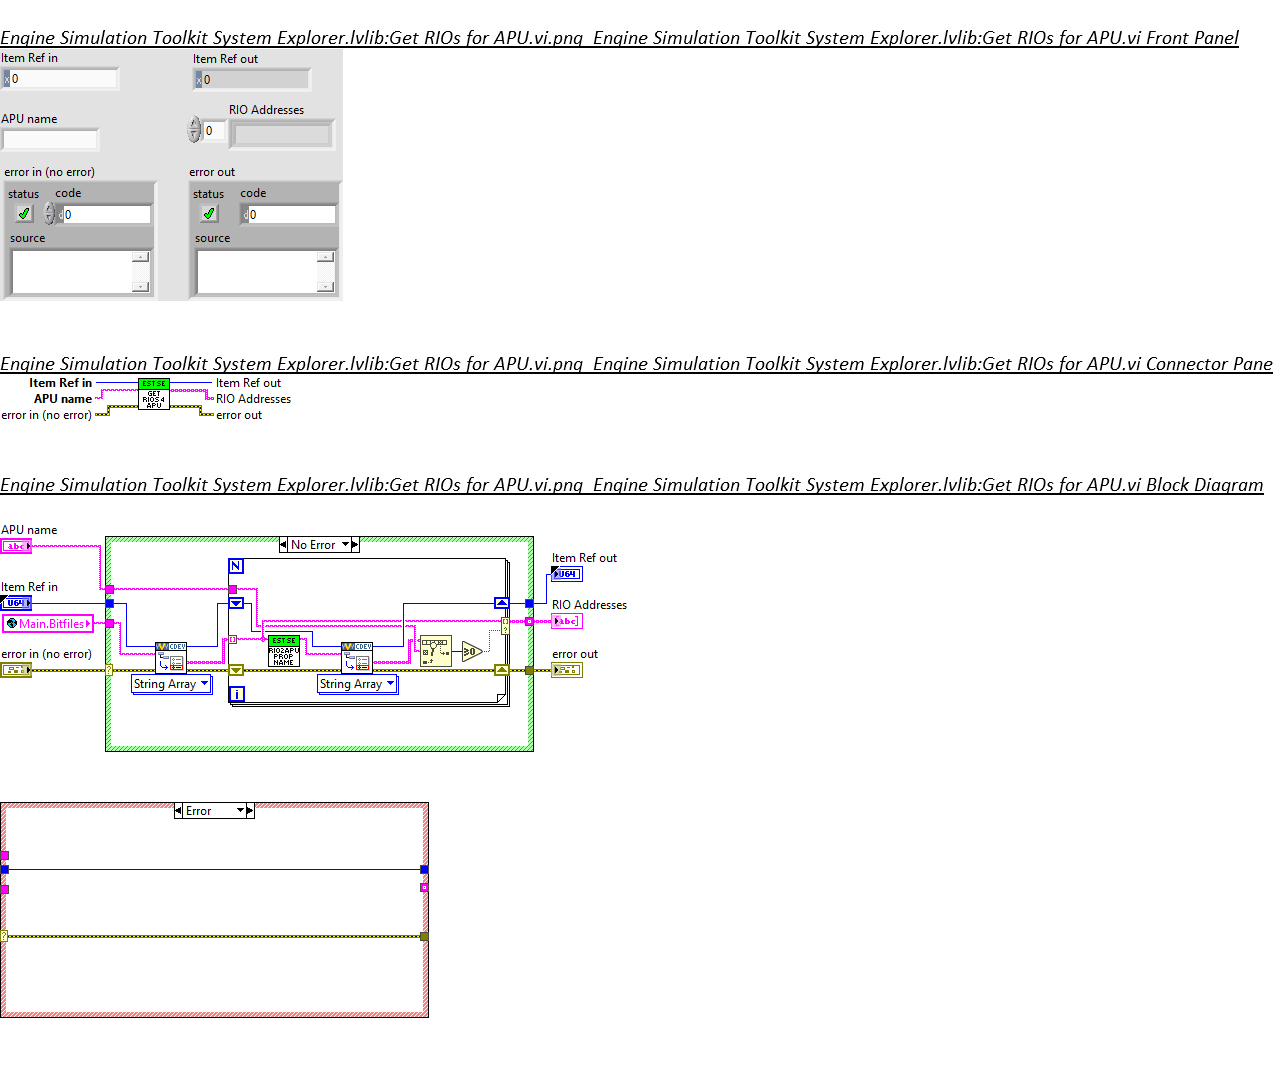 Engine Simulation Toolkit System Explorer.lvlib:Get RIOs for APU.vi.png Engine Simulation Toolkit System Explorer.lvlib:Get RIOs for APU.vi Front Panel
Item Ref in
Item Ref out
x 0
x 0
APU name
RIO Addresses
0
error in (no error)
error out
status
code
status
code
d 0
d 0
source
source
Engine Simulation Toolkit System Explorer.lvlib:Get RIOs for APU.vi.png Engine Simulation Toolkit System Explorer.lvlib:Get RIOs for APU.vi Connector Pane
Item Ref in
EST SE
Item Ref out
APU name
GET
RIOS 4
APU
RIO Addresses
error in (no error)
error out
Engine Simulation Toolkit System Explorer.lvlib:Get RIOs for APU.vi.png Engine Simulation Toolkit System Explorer.lvlib:Get RIOs for APU.vi Block Diagram
APU name
abc
No Error
N
Item Ref out
U64
Item Ref in
U64
RIO Addresses
abc
Main.Bitfiles
error in (no error)
CDEV
EST SE
RIO2APU
PROP
NAME
CDEV
≥0
error out
?
?
String Array
String Array
i
Error
?